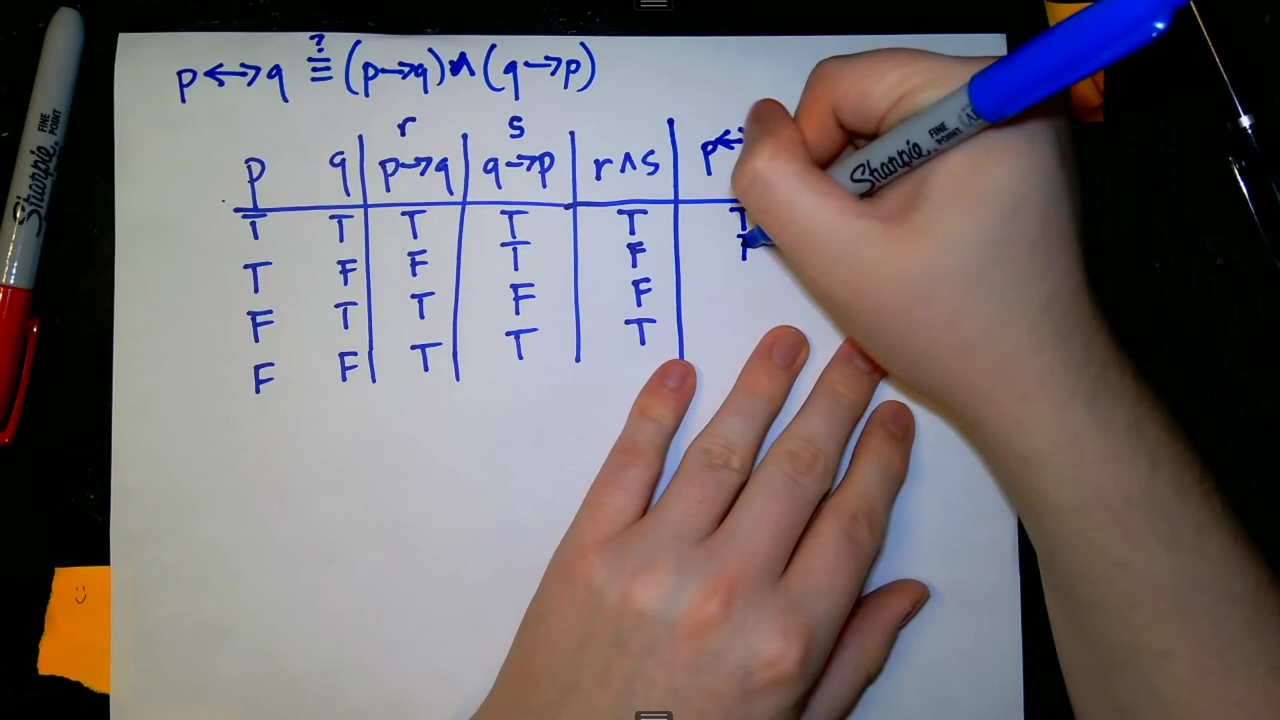 p↔q ≡? (p→q)∧(q→p)
r s
p q p→q q→p r∧s p↔
T T T T T T
T F F T F F
F T T F F
F F T T T
Sharpie FINE POINT
Sharpie. FINE POINT